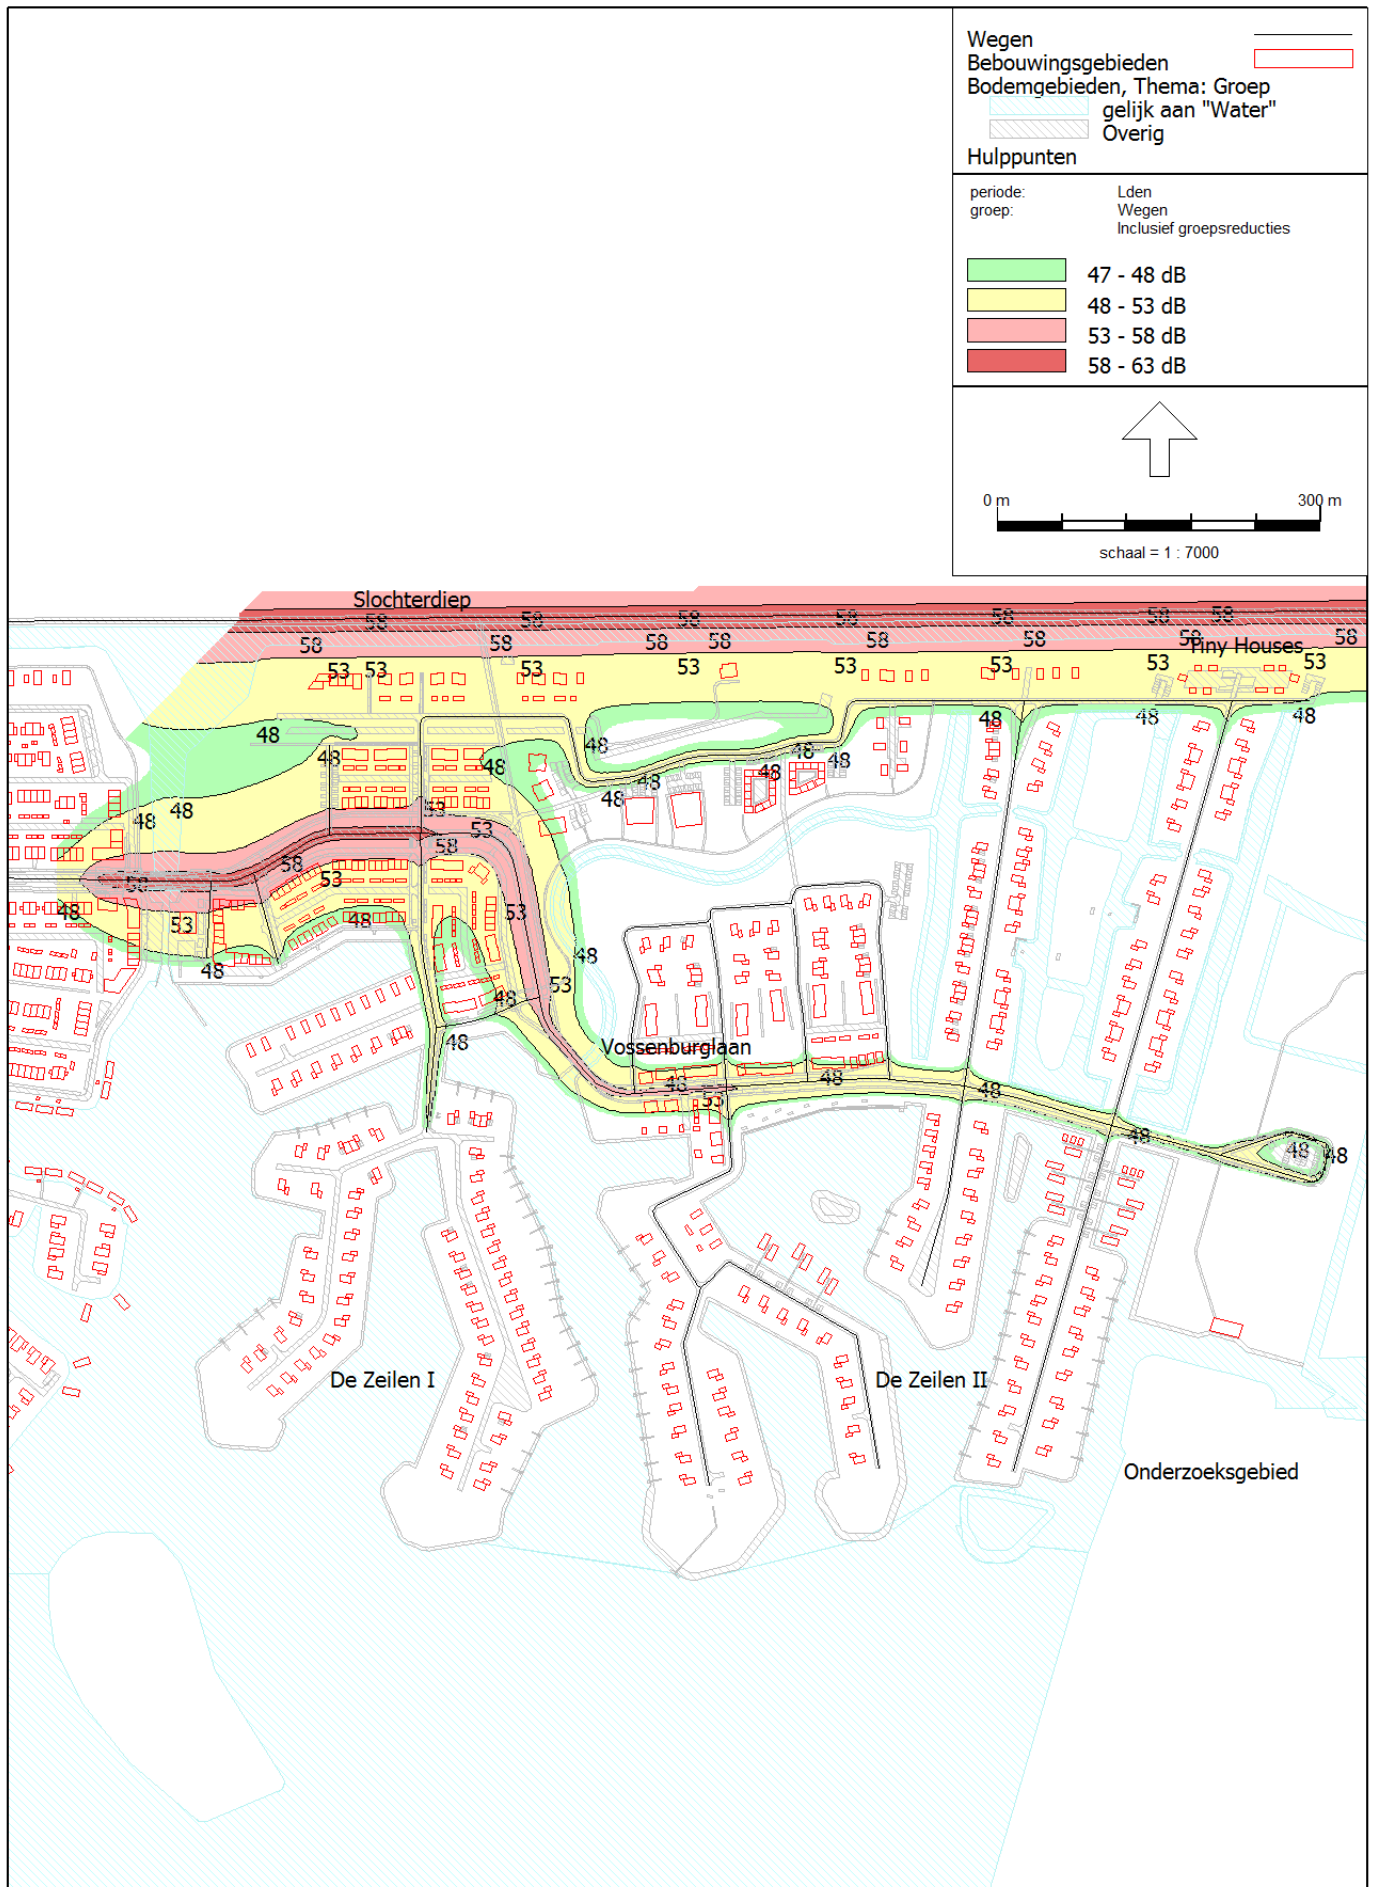 Wegen
Bebouwingsgebieden
Bodemgebieden, Thema: Groep
gelijk aan "Water"
Overig
Hulppunten
periode: Lden
groep: Wegen
Inclusief groepsreducties
47 - 48 dB
48 - 53 dB
53 - 58 dB
58 - 63 dB
0 m 300 m
schaal = 1 : 7000
Slochterdiep
58 58 58 58 58 58 58
58 58 58 58 58 58 58 58
Tiny Houses
53 53 53 53 53 53 53 53
48 48 48 48
48 48 48 48
48 48 48 48
48 48 53
53
58 58
53
58
48 53 48 53
48 48
53
48
48
Vossenburglaan
48 48 48
53
48
48 48
De Zeilen I
De Zeilen II
Onderzoeksgebied